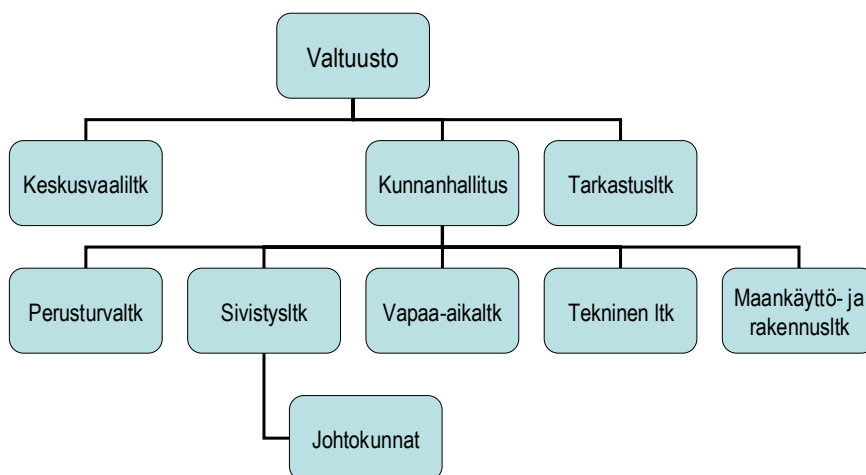 Valtuusto
Keskusvaaliltk
Kunnanhallitus
Tarkastusltk
Perusturvaltk
Sivistysltk
Vapaa-aikaltk
Tekninen ltk
Maankäyttö- ja
rakennusltk
Johtokunnat